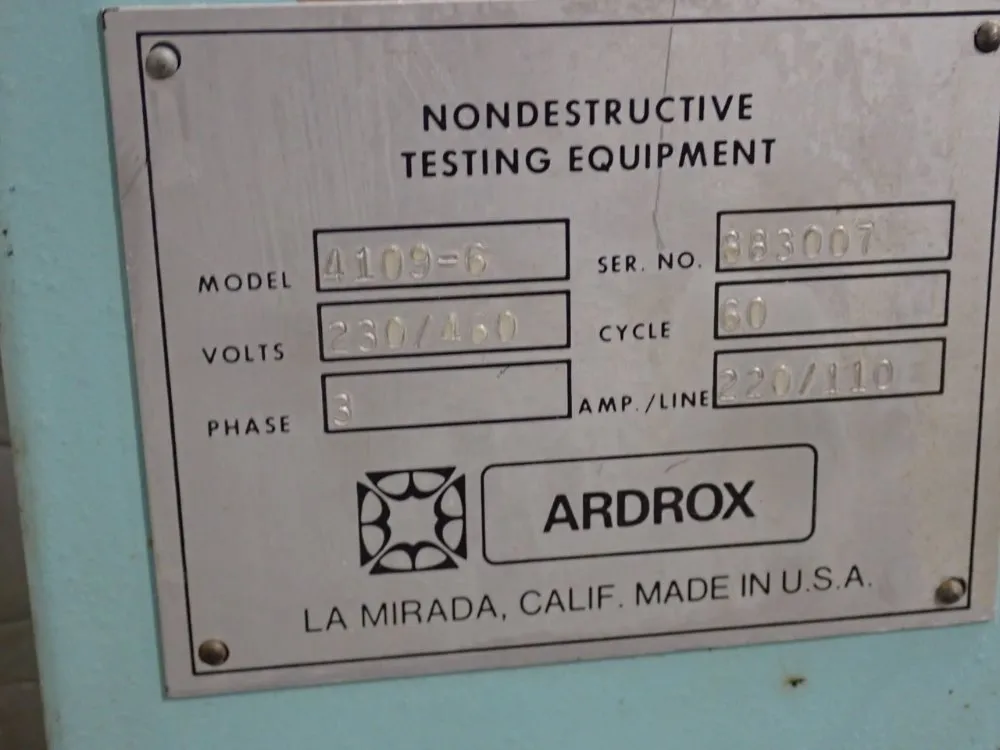 NONDESTRUCTIVE
TESTING EQUIPMENT
MODEL 4109=6 SER. NO. 383007
VOLTS 230/460 CYCLE 60
PHASE 3 AMP./LINE 220/110
ARDROX
LA MIRADA, CALIF. MADE IN U.S.A.